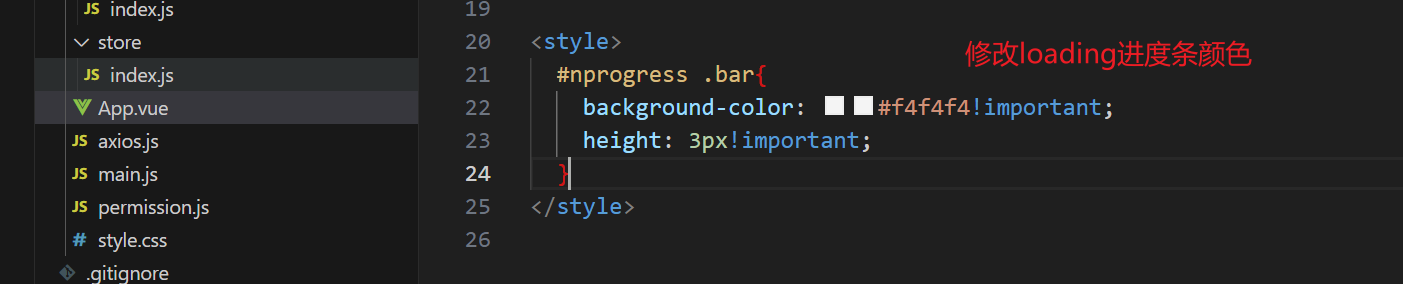 JS index.js
store
JS index.js
App.vue
JS axios.js
JS main.js
JS permission.js
# style.css
.gitignore
19
20 <style>
21 #nprogress .bar{
22 background-color: #f4f4f4!important;
23 height: 3px!important;
24 }
25 </style>
26
修改loading进度条颜色